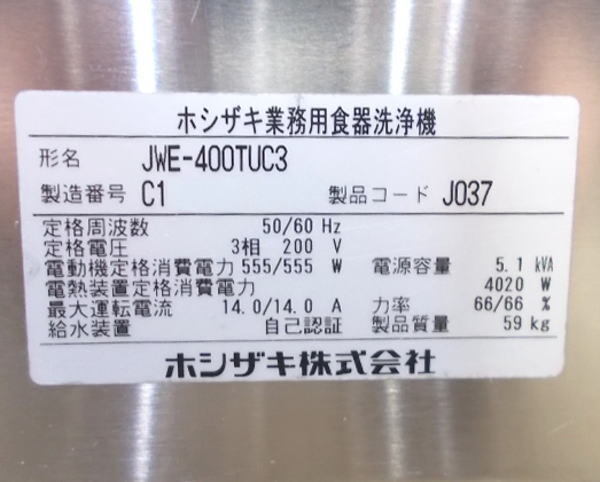 ホシザキ業務用食器洗浄機
形名 JWE-400TUC3
製造番号 C1 製品コード J037
定格周波数 50/60 Hz
定格電圧 3相 200 V
電動機定格消費電力 555/555 W 電源容量 5.1 kVA
電熱装置定格消費電力 4020 W
最大運転電流 14.0/14.0 A 力率 66/66 %
給水装置 自己認証 製品質量 59 kg
ホシザキ株式会社